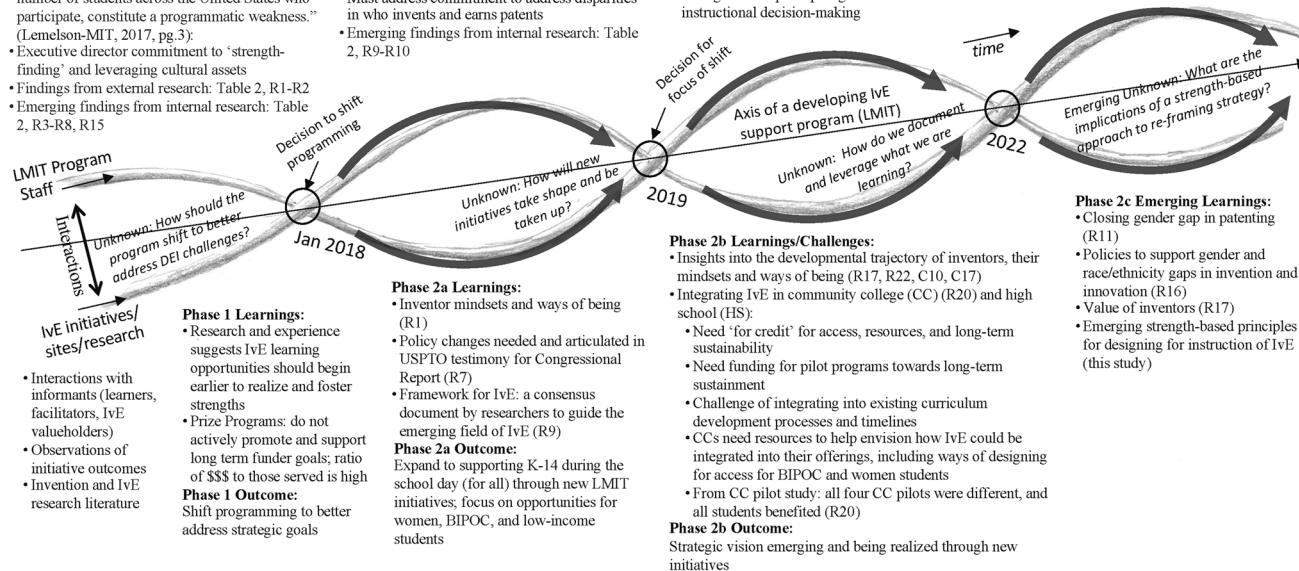 number of students across the United States who
participate, constitute a programmatic weakness.”
(Lemelson-MIT, 2017, pg.3):
• Executive director commitment to ‘strength-
finding’ and leveraging cultural assets
• Findings from external research: Table 2, R1-R2
• Emerging findings from internal research: Table
2, R3-R8, R15
Must address commitment to address disparities
in who invents and earns patents
• Emerging findings from internal research: Table
2, R9-R10
instructional decision-making
time
Decision to shift
programming
Decision for
focus of shift
Axis of a developing IvE
support program (LMIT)
LMIT Program
Staff
Interactions
IvE initiatives/
sites/research
Unknown: How should the
program shift to better
address DEI challenges?
Jan 2018
Unknown: How will new
initiatives take shape and be
taken up?
2019
Unknown: How do we document
and leverage what we are
learning?
2022
Emerging Unknown: What are the
implications of a strength-based
approach to re-framing strategy?
• Interactions with
informants (learners,
facilitators, IvE
valueholders)
• Observations of
initiative outcomes
• Invention and IvE
research literature
Phase 1 Learnings:
• Research and experience
suggests IvE learning
opportunities should begin
earlier to realize and foster
strengths
• Prize Programs: do not
actively promote and support
long term funder goals; ratio
of $$$ to those served is high
Phase 1 Outcome:
Shift programming to better
address strategic goals
Phase 2a Learnings:
• Inventor mindsets and ways of being
(R1)
• Policy changes needed and articulated in
USPTO testimony for Congressional
Report (R7)
• Framework for IvE: a consensus
document by researchers to guide the
emerging field of IvE (R9)
Phase 2a Outcome:
Expand to supporting K-14 during the
school day (for all) through new LMIT
initiatives; focus on opportunities for
women, BIPOC, and low-income
students
Phase 2b Learnings/Challenges:
• Insights into the developmental trajectory of inventors, their
mindsets and ways of being (R17, R22, C10, C17)
• Integrating IvE in community college (CC) (R20) and high
school (HS):
• Need ‘for credit’ for access, resources, and long-term
sustainability
• Need funding for pilot programs towards long-term
sustainment
• Challenge of integrating into existing curriculum
development processes and timelines
• CCs need resources to help envision how IvE could be
integrated into their offerings, including ways of designing
for access for BIPOC and women students
• From CC pilot study: all four CC pilots were different, and
all students benefited (R20)
Phase 2b Outcome:
Strategic vision emerging and being realized through new
initiatives
Phase 2c Emerging Learnings:
• Closing gender gap in patenting
(R11)
• Policies to support gender and
race/ethnicity gaps in invention and
innovation (R16)
• Value of inventors (R17)
• Emerging strength-based principles
for designing for instruction of IvE
(this study)